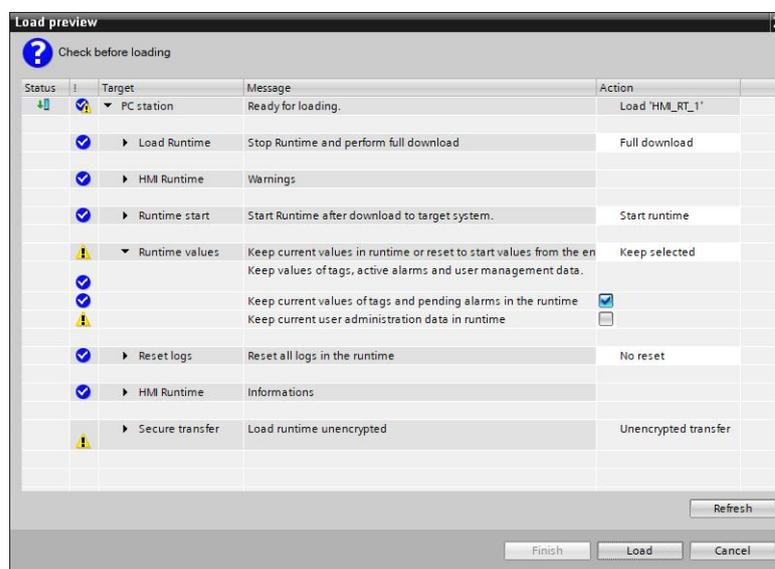 Load preview
Check before loading
Status ! Target Message Action
PC station Ready for loading. Load 'HMI_RT_1'
Load Runtime Stop Runtime and perform full download Full download
HMI Runtime Warnings
Runtime start Start Runtime after download to target system. Start runtime
Runtime values Keep current values in runtime or reset to start values from the en Keep selected
Keep values of tags, active alarms and user management data.
Keep current values of tags and pending alarms in the runtime
Keep current user administration data in runtime
Reset logs Reset all logs in the runtime No reset
HMI Runtime Informations
Secure transfer Load runtime unencrypted Unencrypted transfer
Refresh
Finish Load Cancel